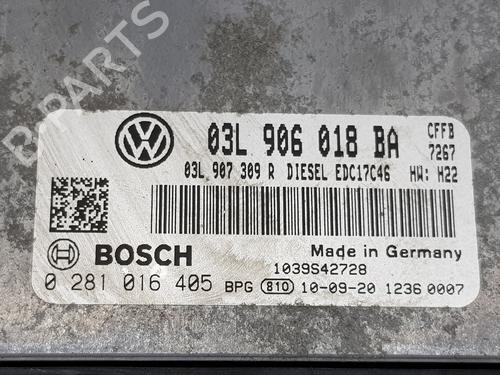 B-PARTS
VW
03L 906 018 BA CFFB
03L 907 309 R DIESEL EDC17C46 7267
HW: H22
BOSCH Made in Germany
1039S42728
0 281 016 405 BPG 810 10-09-20 1236 0007